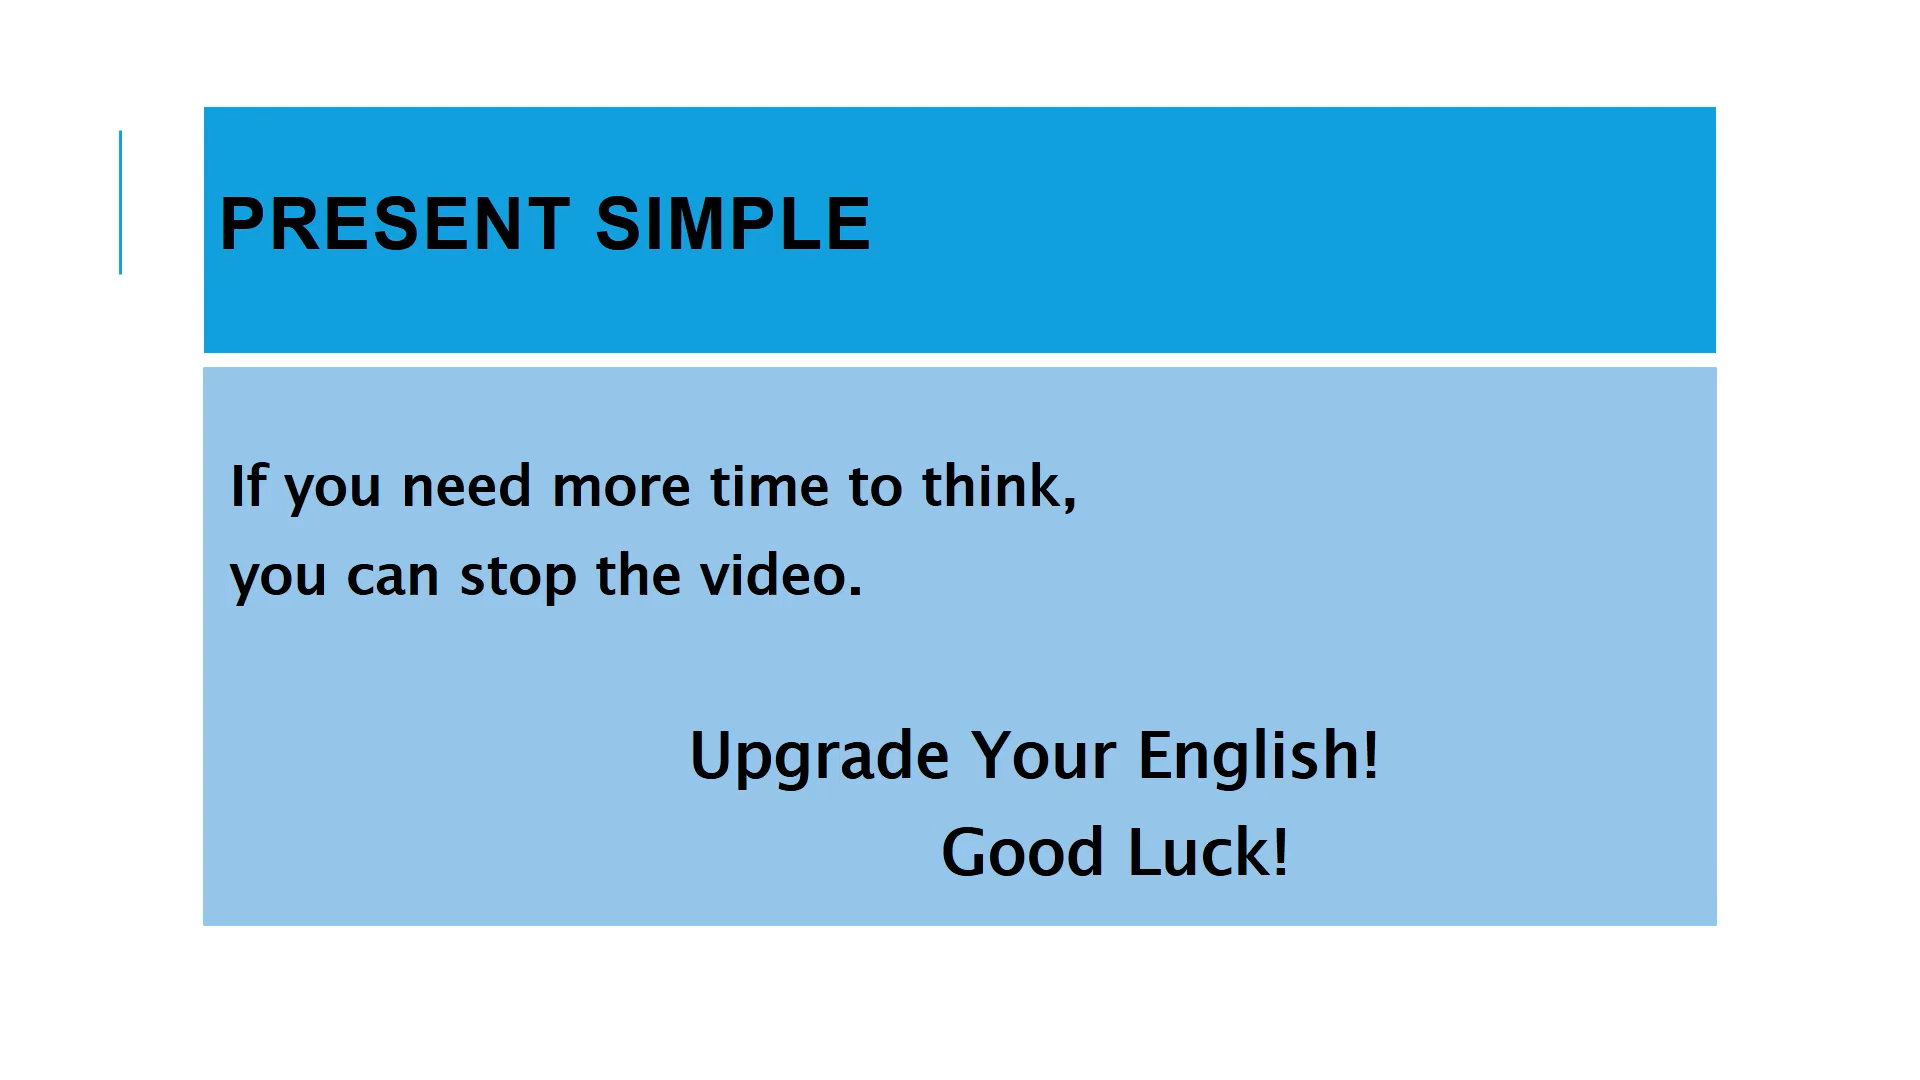 PRESENT SIMPLE
If you need more time to think,
you can stop the video.
Upgrade Your English!
Good Luck!